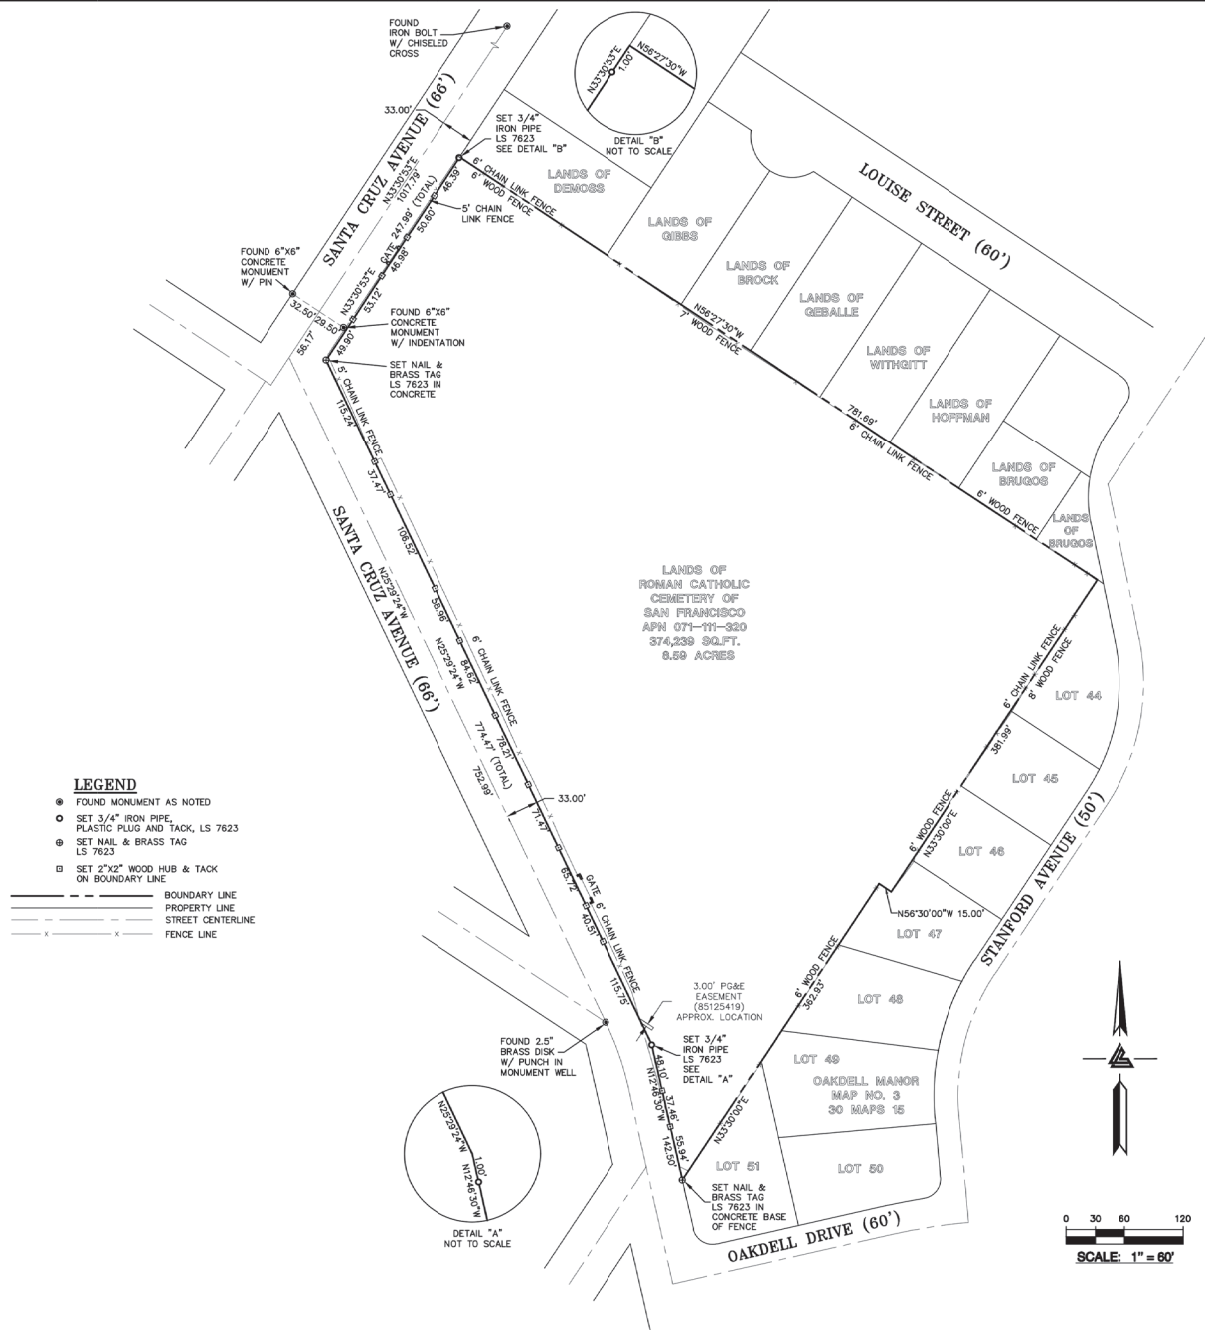 FOUND
IRON BOLT
W/ CHISELED
CROSS
33.00'
SANTA CRUZ AVENUE (66')
N33°30'53"E
1017.79'
SET 3/4"
IRON PIPE
LS 7623
SEE DETAIL "B"
N33°30'53"E
1.00'
N56°27'30"W
DETAIL "B"
NOT TO SCALE
LOUISE STREET (60')
6' CHAIN LINK FENCE
6' WOOD FENCE
LANDS OF
DEMOSS
LANDS OF
GIBBS
LANDS OF
BROCK
LANDS OF
GEBALLE
LANDS OF
WITHGITT
LANDS OF
HOFFMAN
LANDS OF
BRUGOS
LANDS
OF
BRUGOS
46.39'
5' CHAIN
LINK FENCE
247.99' (TOTAL)
50.60'
GATE
46.98'
N33°30'53"E
53.12'
49.90'
FOUND 6"X6"
CONCRETE
MONUMENT
W/ PIN
32.50'
29.50'
56.17'
FOUND 6"X6"
CONCRETE
MONUMENT
W/ INDENTATION
SET NAIL &
BRASS TAG
LS 7623 IN
CONCRETE
N56°27'30"W
7' WOOD FENCE
781.69'
6' CHAIN LINK FENCE
6' WOOD FENCE
5' CHAIN LINK FENCE
115.24'
37.47'
106.52'
58.96'
N25°29'24"W
84.62'
6' CHAIN LINK FENCE
774.47' (TOTAL)
78.21'
SANTA CRUZ AVENUE (66')
N25°29'24"W
752.99'
33.00'
71.47'
65.72'
GATE
40.51'
6' CHAIN LINK FENCE
115.75'
LANDS OF
ROMAN CATHOLIC
CEMETERY OF
SAN FRANCISCO
APN 071-111-320
374,239 SQ.FT.
8.59 ACRES
6' CHAIN LINK FENCE
8' WOOD FENCE
381.99'
6' WOOD FENCE
N33°30'00"E
N56°30'00"W 15.00'
6' WOOD FENCE
362.93'
N33°30'00"E
LOT 44
LOT 45
LOT 46
LOT 47
LOT 48
LOT 49
OAKDELL MANOR
MAP NO. 3
30 MAPS 15
LOT 50
LOT 51
STANFORD AVENUE (50')
OAKDELL DRIVE (60')
LEGEND
FOUND MONUMENT AS NOTED
SET 3/4" IRON PIPE,
PLASTIC PLUG AND TACK, LS 7623
SET NAIL & BRASS TAG
LS 7623
SET 2"X2" WOOD HUB & TACK
ON BOUNDARY LINE
BOUNDARY LINE
PROPERTY LINE
STREET CENTERLINE
FENCE LINE
3.00' PG&E
EASEMENT
(85125419)
APPROX. LOCATION
FOUND 2.5"
BRASS DISK
W/ PUNCH IN
MONUMENT WELL
SET 3/4"
IRON PIPE
LS 7623
SEE
DETAIL "A"
48.10'
N12°46'30"W
37.46'
55.94'
142.50'
SET NAIL &
BRASS TAG
LS 7623 IN
CONCRETE BASE
OF FENCE
N25°29'24"W
1.00'
N12°46'30"W
DETAIL "A"
NOT TO SCALE
0 30 60 120
SCALE: 1" = 60'